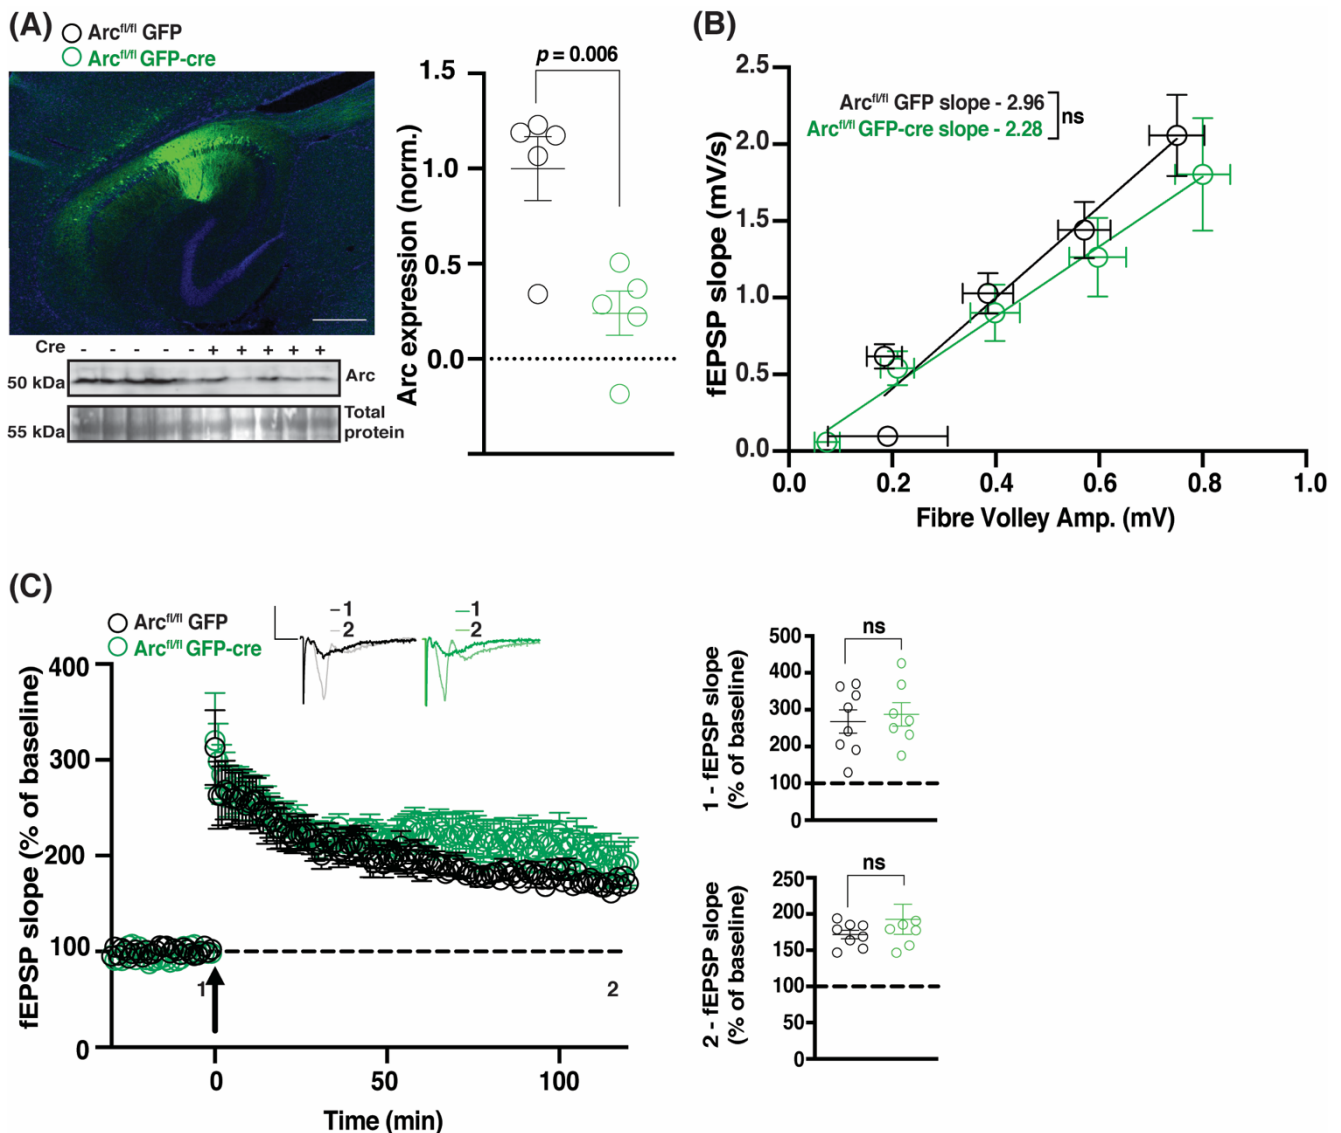 (A)
Arcfl/fl GFP
Arcfl/fl GFP-cre
Cre - - - - - + + + + +
50 kDa
Arc
55 kDa
Total
protein
Arc expression (norm.)
1.5
1.0
0.5
0.0
p = 0.006
(B)
fEPSP slope (mV/s)
2.5
2.0
1.5
1.0
0.5
0.0
Arcfl/fl GFP slope - 2.96
Arcfl/fl GFP-cre slope - 2.28
ns
0.0 0.2 0.4 0.6 0.8 1.0
Fibre Volley Amp. (mV)
(C)
Arcfl/fl GFP
Arcfl/fl GFP-cre
–1
–2
–1
–2
fEPSP slope (% of baseline)
400
300
200
100
0
1
2
0 50 100
Time (min)
1 - fEPSP slope
(% of baseline)
500
400
300
200
100
0
ns
2 - fEPSP slope
(% of baseline)
250
200
150
100
50
0
ns